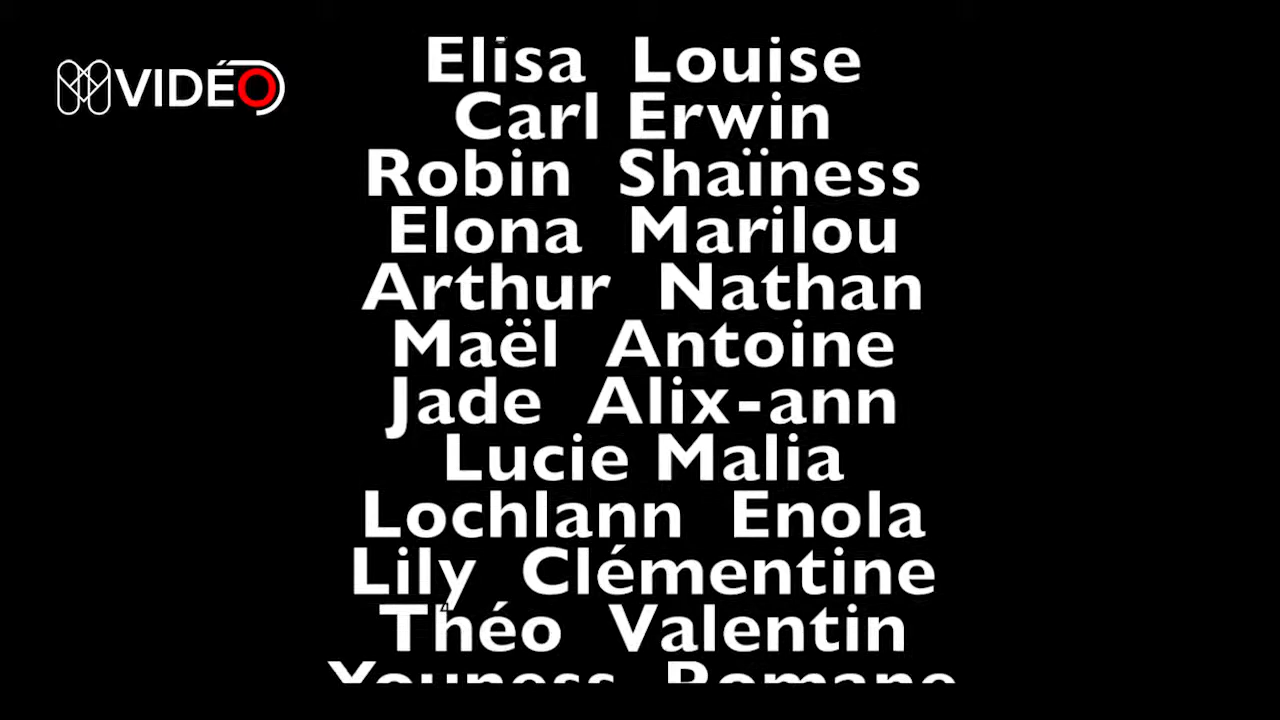 VIDÉO
Elisa Louise
Carl Erwin
Robin Shaïness
Elona Marilou
Arthur Nathan
Maël Antoine
Jade Alix-ann
Lucie Malia
Lochlann Enola
Lily Clémentine
Théo Valentin
Youness Romane